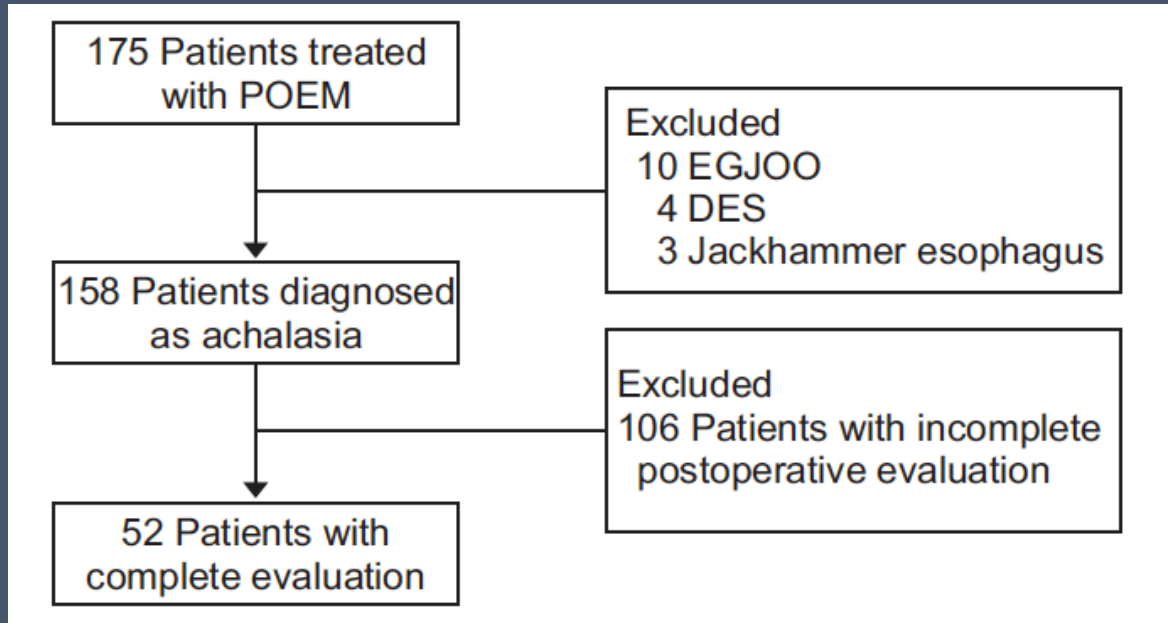 175 Patients treated
with POEM
Excluded
10 EGJOO
4 DES
3 Jackhammer esophagus
158 Patients diagnosed
as achalasia
Excluded
106 Patients with incomplete
postoperative evaluation
52 Patients with
complete evaluation